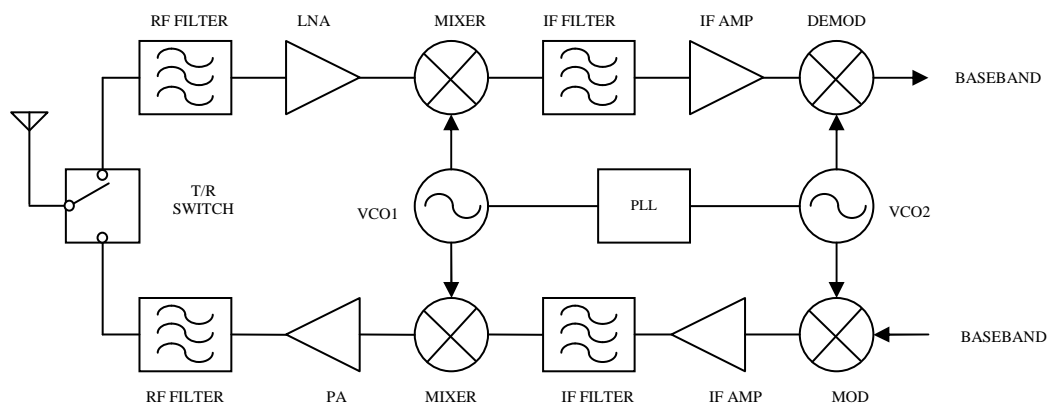 RF FILTER
LNA
MIXER
IF FILTER
IF AMP
DEMOD
BASEBAND
T/R
SWITCH
VCO1
PLL
VCO2
BASEBAND
RF FILTER
PA
MIXER
IF FILTER
IF AMP
MOD